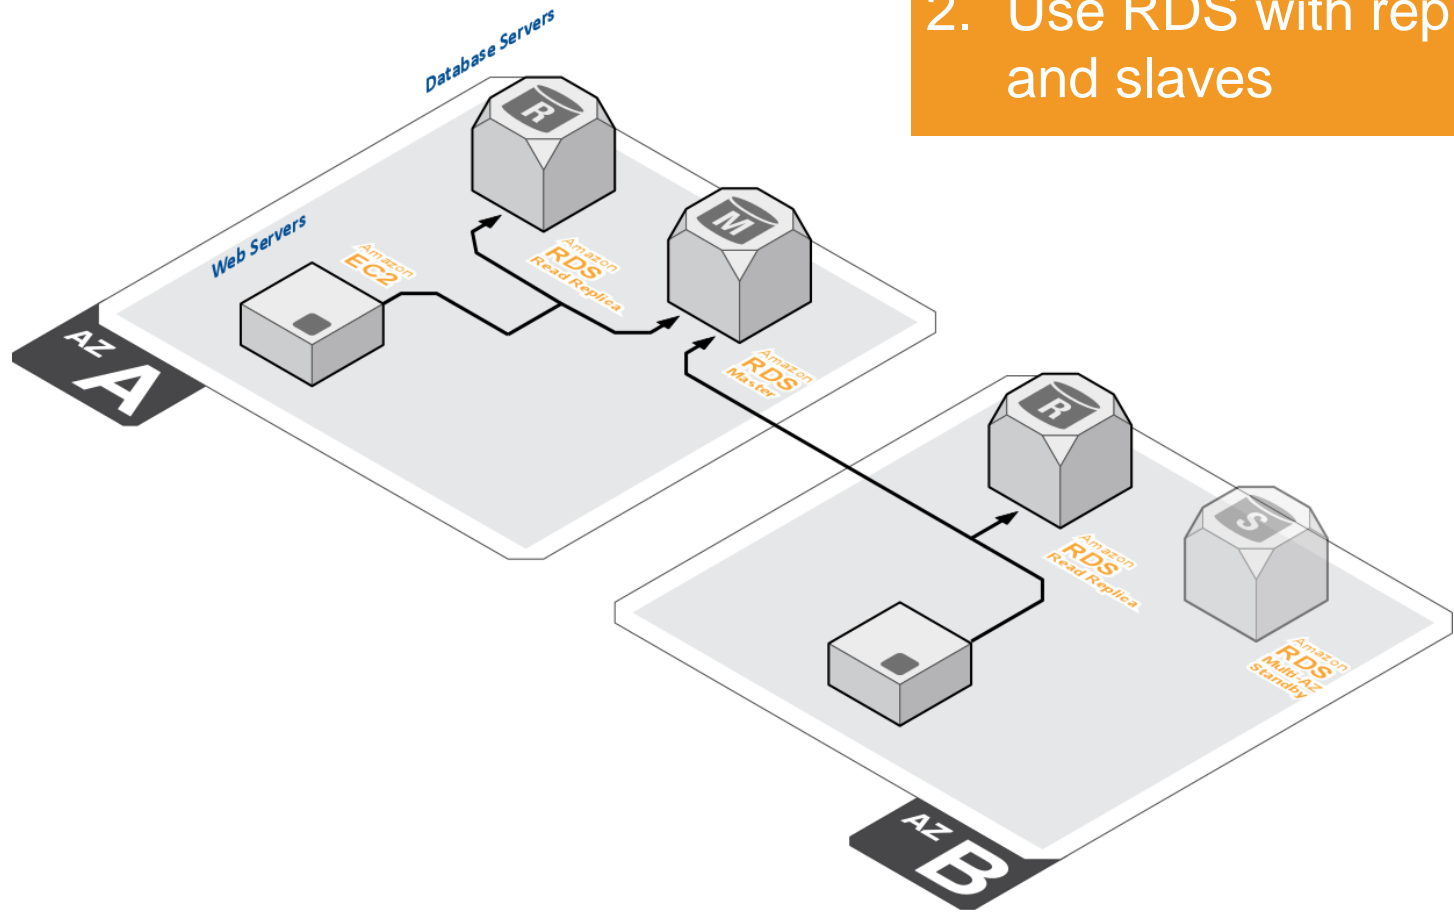 2. Use RDS with rep
and slaves
Database Servers
R
M
Web Servers
Amazon
EC2
Amazon
RDS
Read Replica
Amazon
RDS
Master
AZ
A
R
S
Amazon
RDS
Read Replica
Amazon
RDS
Multi-AZ
Standby
AZ
B